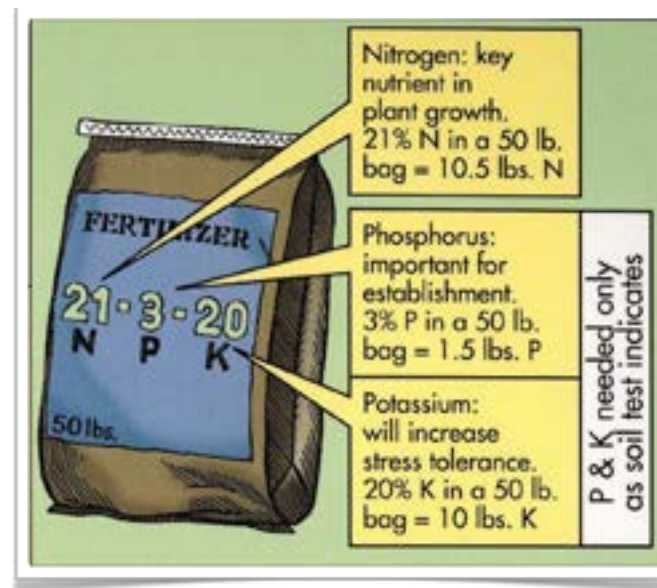 FERTILIZER
21-3-20
N P K
50 lbs.
Nitrogen: key
nutrient in
plant growth.
21% N in a 50 lb.
bag = 10.5 lbs. N
Phosphorus:
important for
establishment.
3% P in a 50 lb.
bag = 1.5 lbs. P
Potassium:
will increase
stress tolerance.
20% K in a 50 lb.
bag = 10 lbs. K
P & K needed only
as soil test indicates